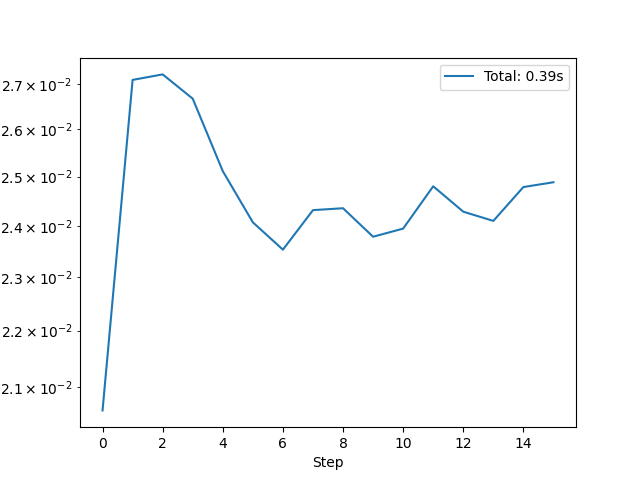 Total: 0.39s
2.7 × 10⁻²
2.6 × 10⁻²
2.5 × 10⁻²
2.4 × 10⁻²
2.3 × 10⁻²
2.2 × 10⁻²
2.1 × 10⁻²
0 2 4 6 8 10 12 14
Step